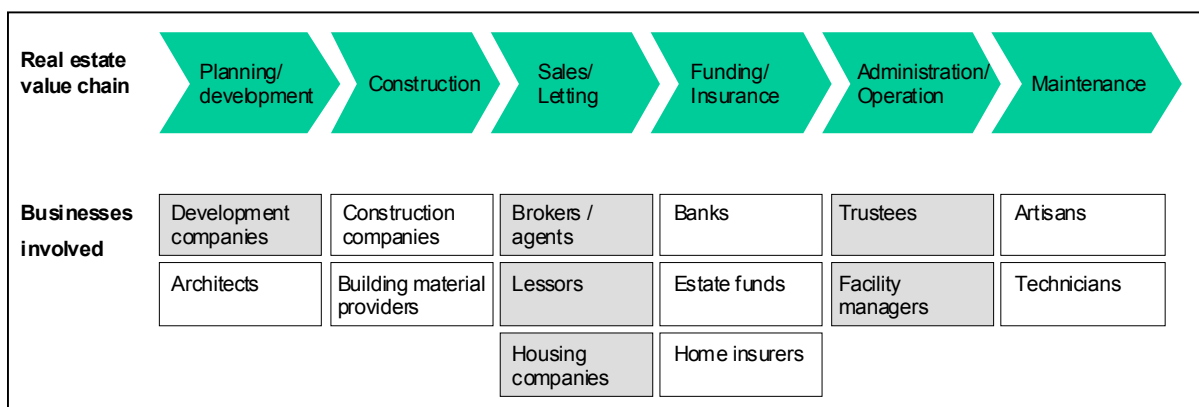 Real estate
value chain
Planning/
development
Construction
Sales/
Letting
Funding/
Insurance
Administration/
Operation
Maintenance
Businesses
involved
Development
companies
Construction
companies
Brokers /
agents
Banks
Trustees
Artisans
Architects
Building material
providers
Lessors
Estate funds
Facility
managers
Technicians
Housing
companies
Home insurers